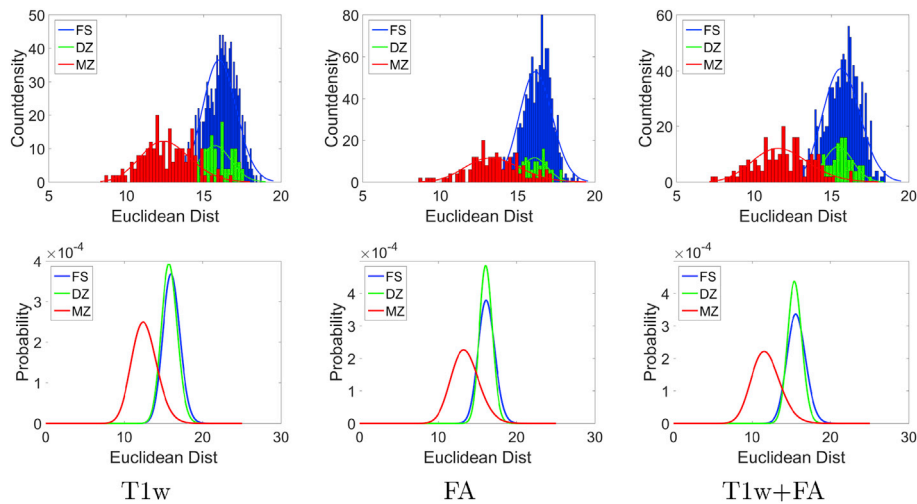 FS
DZ
MZ
Countdensity
50
40
30
20
10
0
5 10 15 20
Euclidean Dist
FS
DZ
MZ
Countdensity
80
60
40
20
0
5 10 15 20
Euclidean Dist
FS
DZ
MZ
Countdensity
60
40
20
0
5 10 15 20
Euclidean Dist
×10⁻⁴
FS
DZ
MZ
Probability
4
3
2
1
0
0 10 20 30
Euclidean Dist
T1w
×10⁻⁴
FS
DZ
MZ
Probability
4
2
0
0 10 20 30
Euclidean Dist
FA
×10⁻⁴
FS
DZ
MZ
Probability
4
2
0
0 10 20 30
Euclidean Dist
T1w+FA